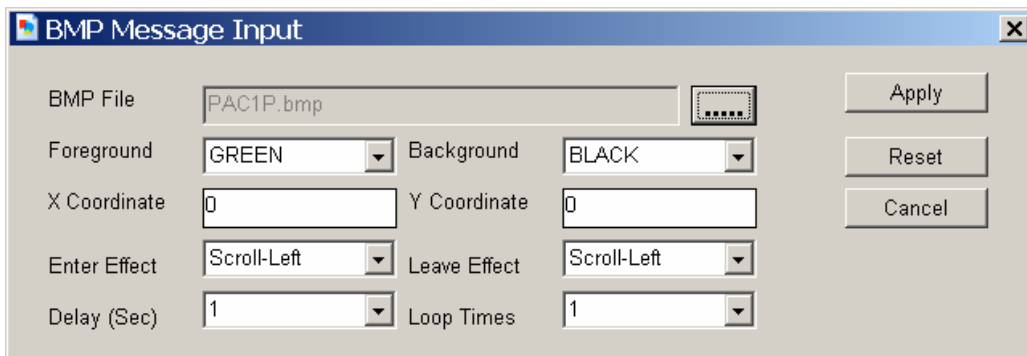 BMP Message Input
BMP File PAC1P.bmp ..... Apply
Foreground GREEN Background BLACK Reset
X Coordinate 0 Y Coordinate 0 Cancel
Enter Effect Scroll-Left Leave Effect Scroll-Left
Delay (Sec) 1 Loop Times 1